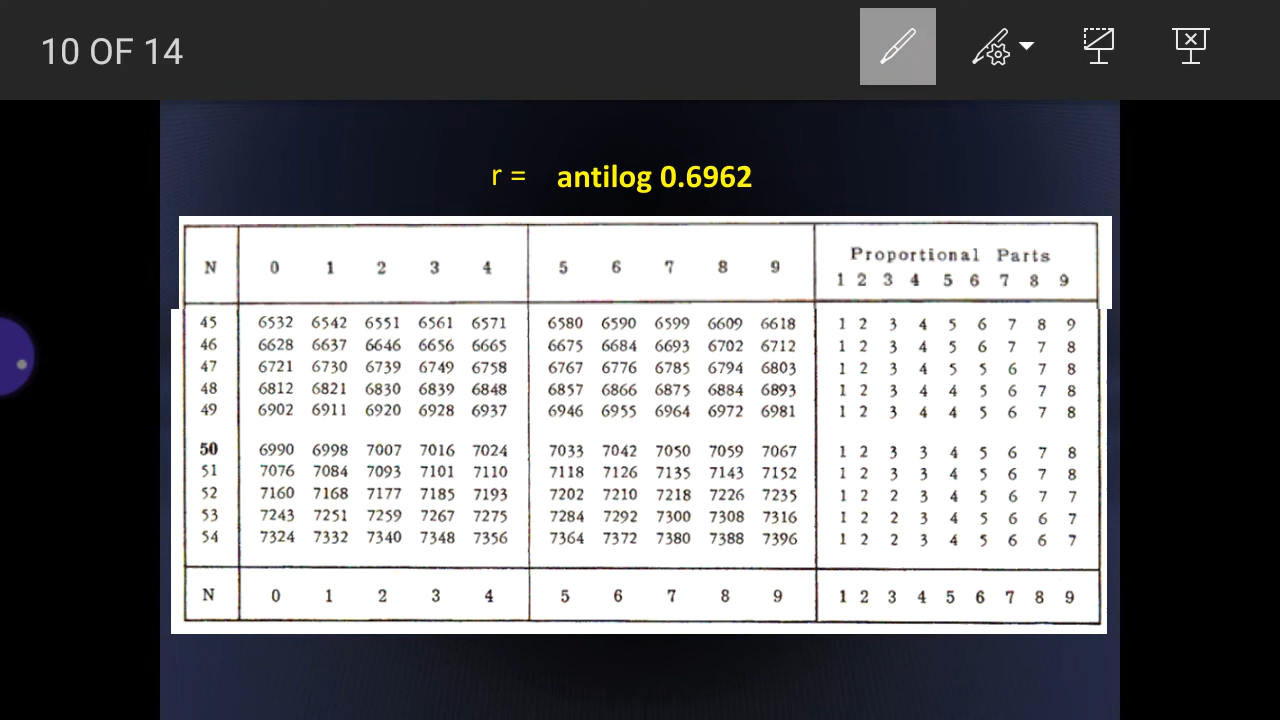 10 OF 14
r = antilog 0.6962
Proportional Parts
N 0 1 2 3 4 5 6 7 8 9 1 2 3 4 5 6 7 8 9
45 6532 6542 6551 6561 6571 6580 6590 6599 6609 6618 1 2 3 4 5 6 7 8 9
46 6628 6637 6646 6656 6665 6675 6684 6693 6702 6712 1 2 3 4 5 6 7 7 8
47 6721 6730 6739 6749 6758 6767 6776 6785 6794 6803 1 2 3 4 5 5 6 7 8
48 6812 6821 6830 6839 6848 6857 6866 6875 6884 6893 1 2 3 4 4 5 6 7 8
49 6902 6911 6920 6928 6937 6946 6955 6964 6972 6981 1 2 3 4 4 5 6 7 8
50 6990 6998 7007 7016 7024 7033 7042 7050 7059 7067 1 2 3 3 4 5 6 7 8
51 7076 7084 7093 7101 7110 7118 7126 7135 7143 7152 1 2 3 3 4 5 6 7 8
52 7160 7168 7177 7185 7193 7202 7210 7218 7226 7235 1 2 2 3 4 5 6 7 7
53 7243 7251 7259 7267 7275 7284 7292 7300 7308 7316 1 2 2 3 4 5 6 6 7
54 7324 7332 7340 7348 7356 7364 7372 7380 7388 7396 1 2 2 3 4 5 6 6 7
N 0 1 2 3 4 5 6 7 8 9 1 2 3 4 5 6 7 8 9